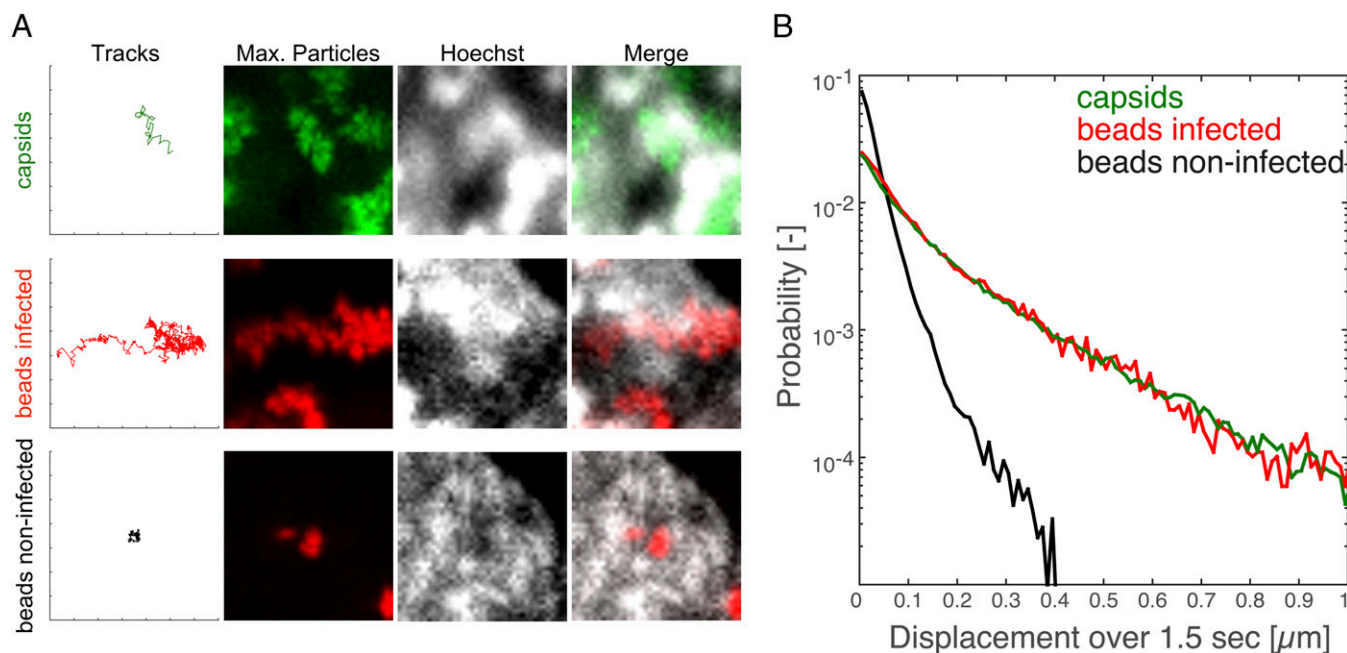 A
Tracks
Max. Particles
Hoechst
Merge
capsids
beads infected
beads non-infected
B
capsids
beads infected
beads non-infected
Probability [-]
10-1
10-2
10-3
10-4
0 0.1 0.2 0.3 0.4 0.5 0.6 0.7 0.8 0.9 1
Displacement over 1.5 sec [µm]